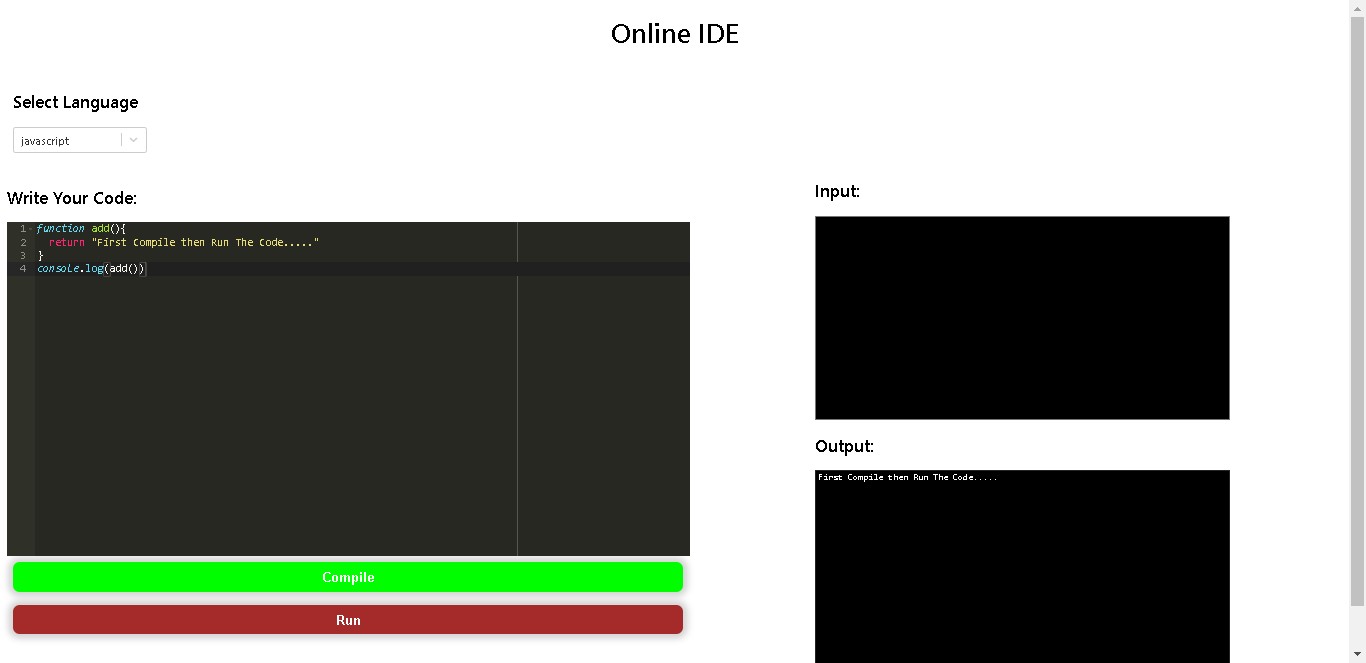 Online IDE
Select Language
javascript
Write Your Code:
1 function add(){
2 return "First Compile then Run The Code....."
3 }
4 console.log(add())
Compile
Run
Input:
Output:
First Compile then Run The Code.....